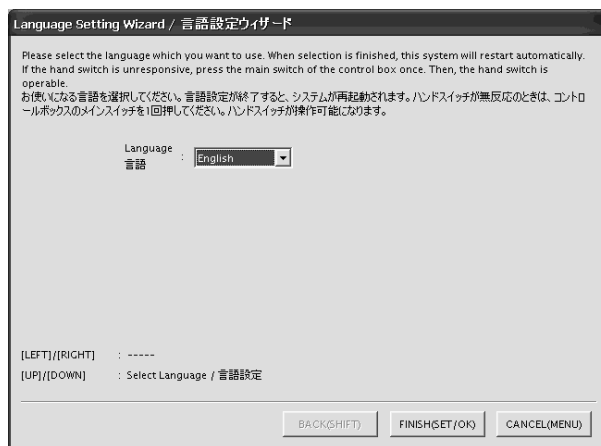 Language Setting Wizard / 言語設定ウィザード
Please select the language which you want to use. When selection is finished, this system will restart automatically.
If the hand switch is unresponsive, press the main switch of the control box once. Then, the hand switch is
operable.
お使いになる言語を選択してください。言語設定が終了すると、システムが再起動されます。ハンドスイッチが無反応のときは、コントロ
ールボックスのメインスイッチを1回押してください。ハンドスイッチが操作可能になります。
Language
言語 : English
[LEFT]/[RIGHT] : -----
[UP]/[DOWN] : Select Language / 言語設定
BACK(SHIFT) FINISH(SET/OK) CANCEL(MENU)